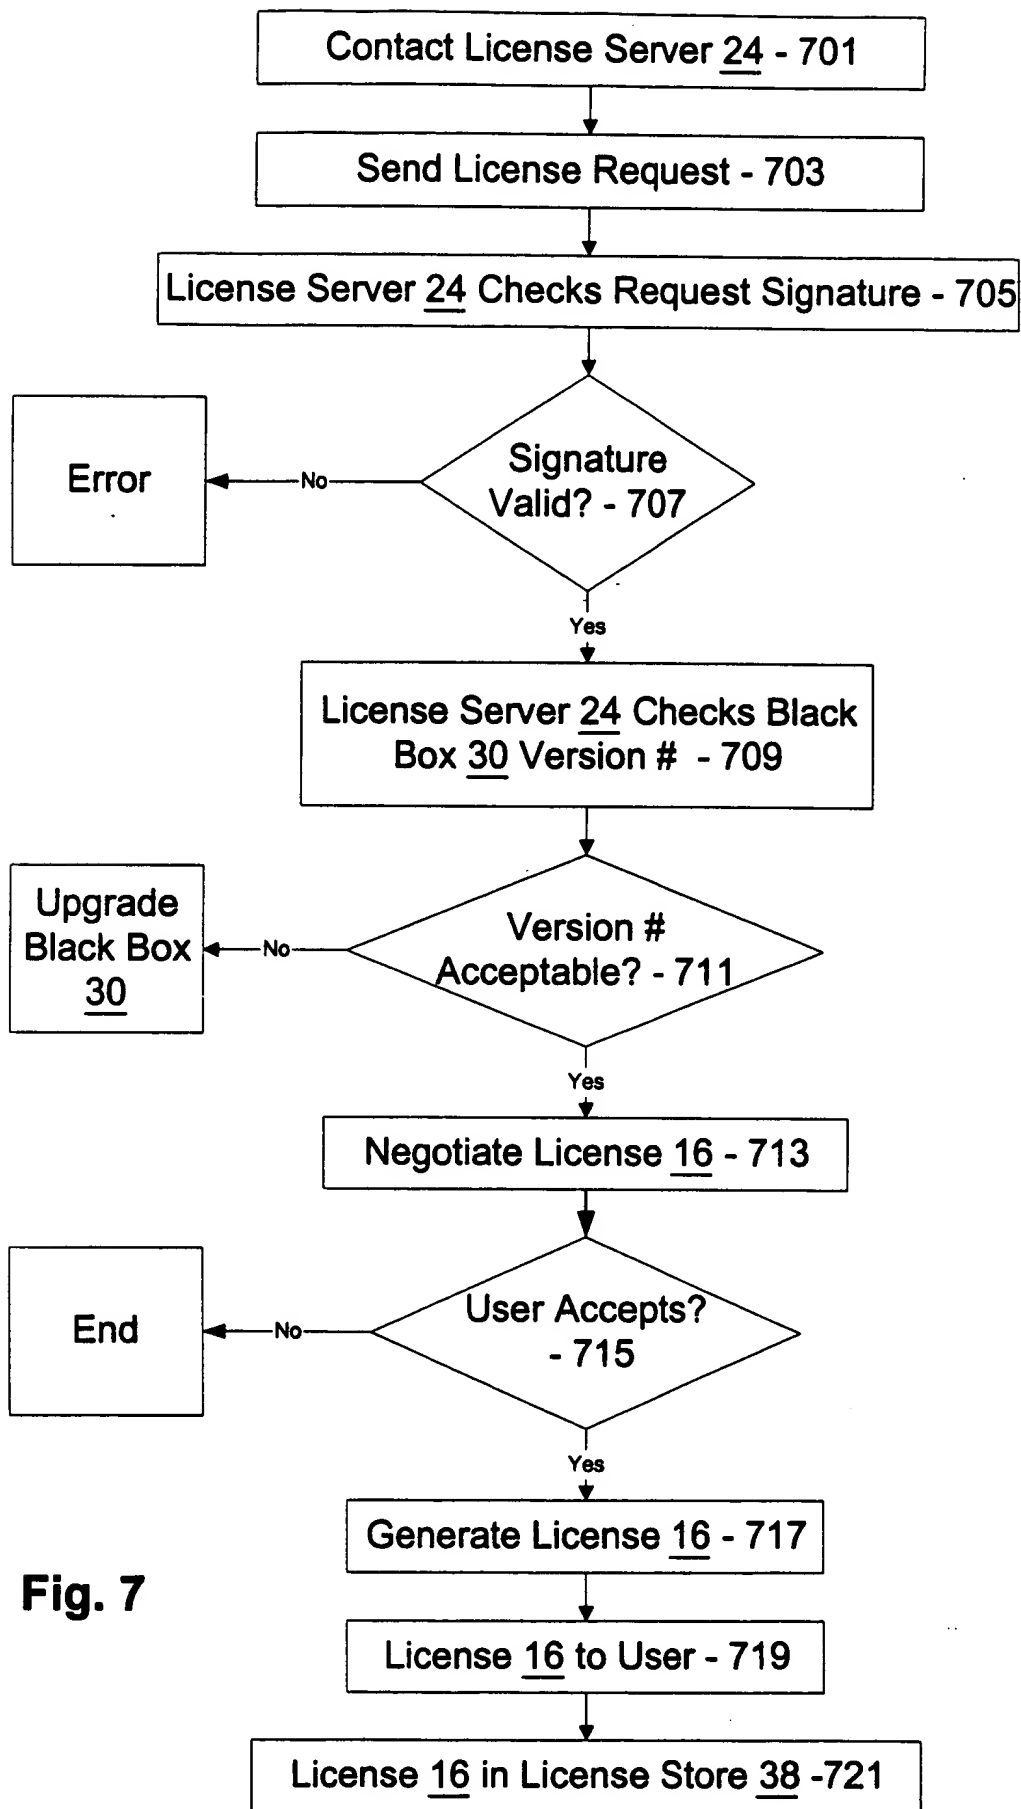 Contact License Server 24 - 701
Send License Request - 703
License Server 24 Checks Request Signature - 705
Signature
Valid? - 707
No
Error
Yes
License Server 24 Checks Black
Box 30 Version # - 709
Version #
Acceptable? - 711
No
Upgrade
Black Box
30
Yes
Negotiate License 16 - 713
User Accepts?
- 715
No
End
Yes
Generate License 16 - 717
Fig. 7
License 16 to User - 719
License 16 in License Store 38 -721